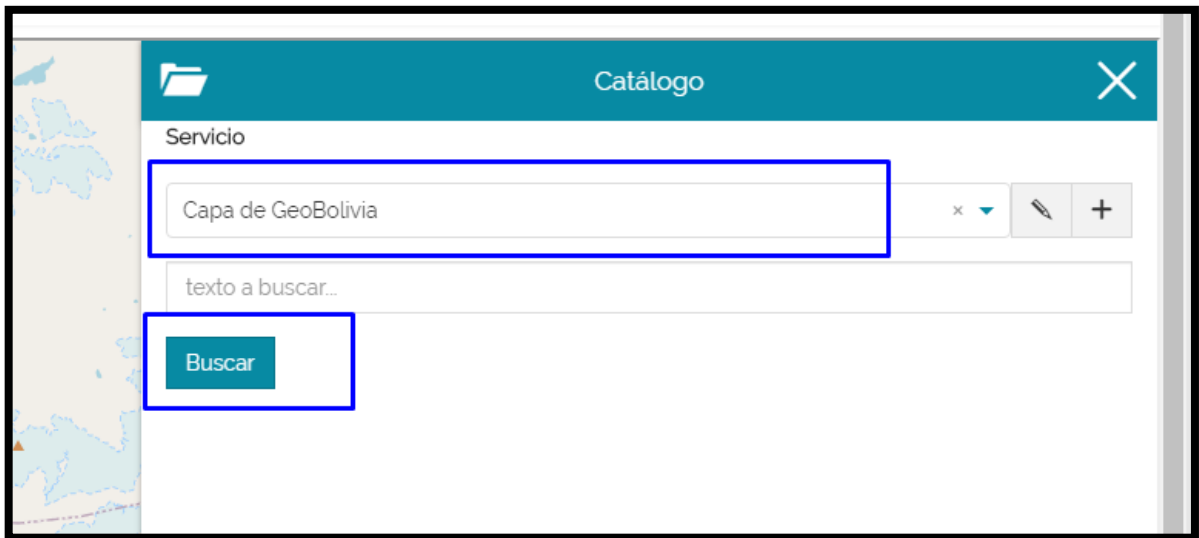 Catálogo
Servicio
Capa de GeoBolivia
texto a buscar...
Buscar